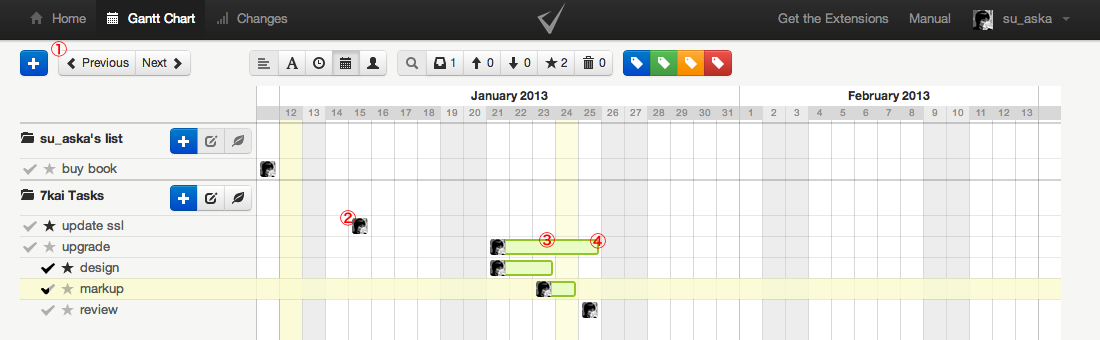 Home Gantt Chart Changes Get the Extensions Manual su_aska
① Previous Next A 1 0 0 2 0
January 2013 February 2013
12 13 14 15 16 17 18 19 20 21 22 23 24 25 26 27 28 29 30 31 1 2 3 4 5 6 7 8 9 10 11 12 13
su_aska's list
buy book
7kai Tasks
update ssl ②
upgrade ③ ④
design
markup
review